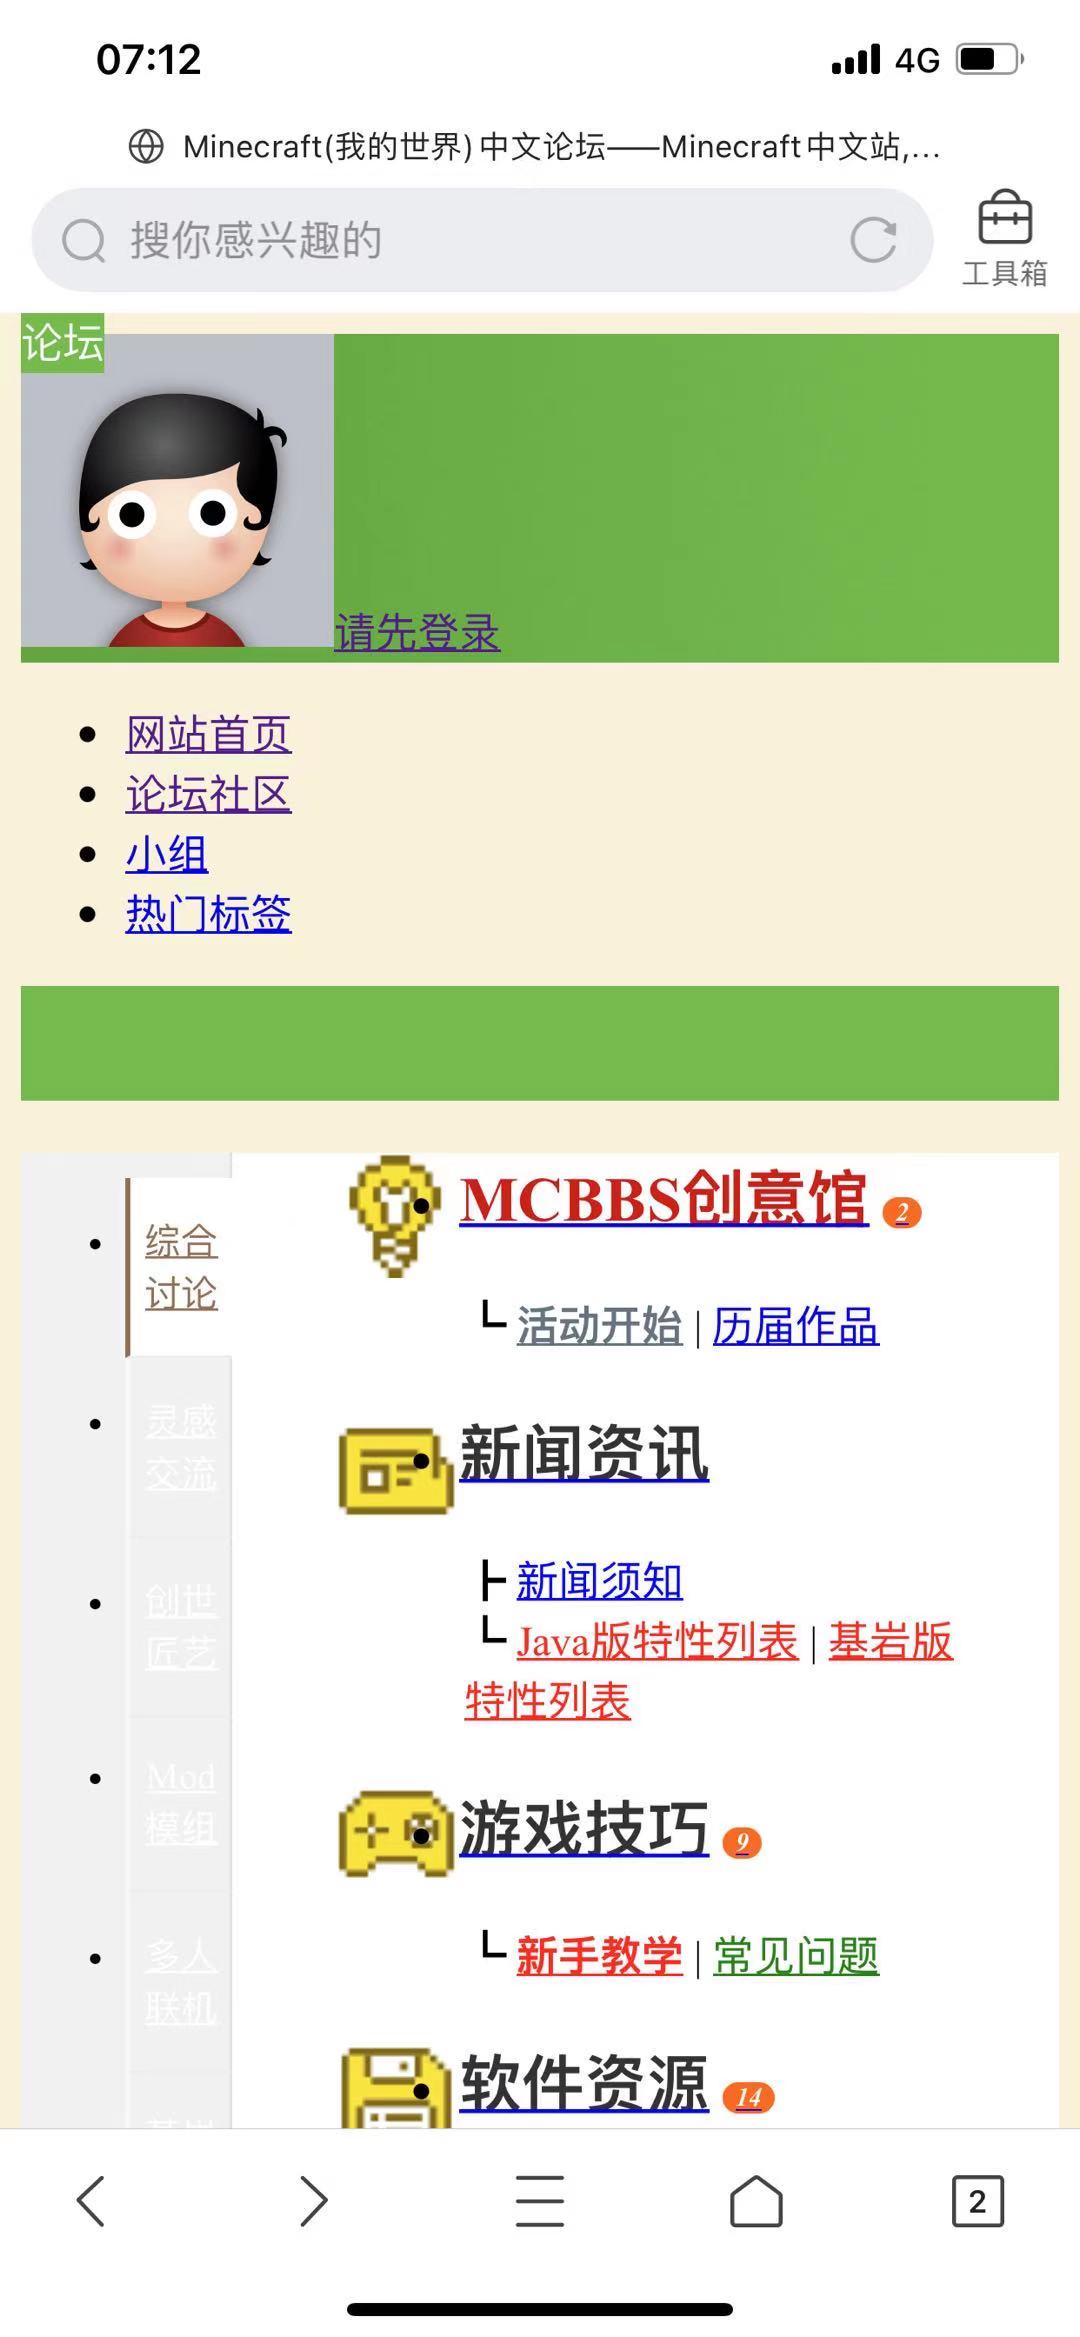 07:12
4G
Minecraft(我的世界)中文论坛——Minecraft中文站,...
搜你感兴趣的
工具箱
论坛
请先登录
网站首页
论坛社区
小组
热门标签
综合
讨论
灵感
交流
创世
匠艺
Mod
模组
多人
联机
MCBBS创意馆 2
┗ 活动开始 | 历届作品
新闻资讯
┣ 新闻须知
┗ Java版特性列表 | 基岩版
特性列表
游戏技巧 9
┗ 新手教学 | 常见问题
软件资源 14
2